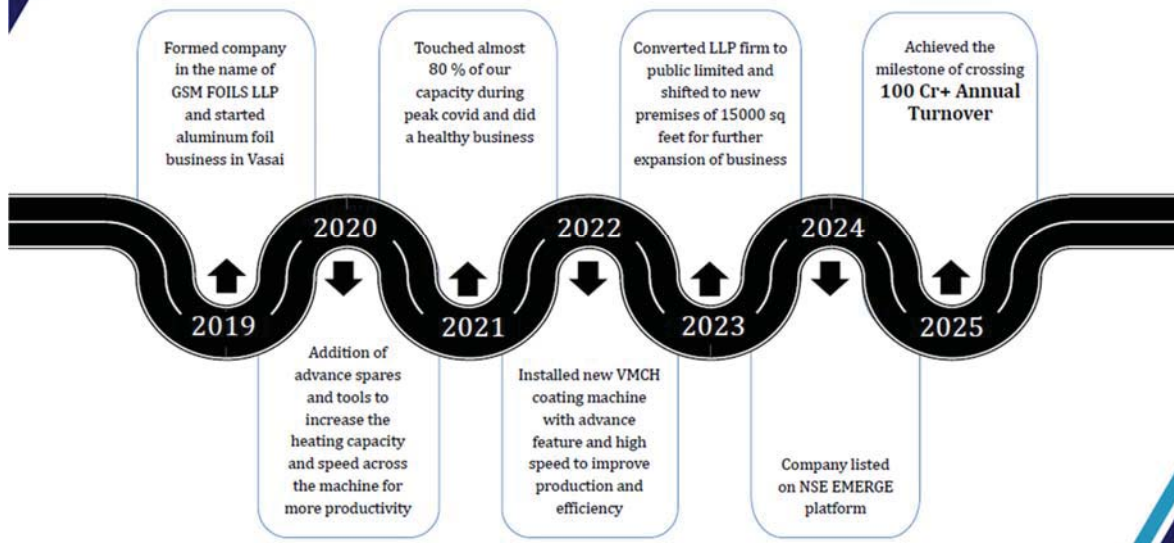 Formed company
in the name of
GSM FOILS LLP
and started
aluminum foil
business in Vasai
Touched almost
80 % of our
capacity during
peak covid and did
a healthy business
Converted LLP firm to
public limited and
shifted to new
premises of 15000 sq
feet for further
expansion of business
Achieved the
milestone of crossing
100 Cr+ Annual
Turnover
2020
2022
2024
2019
2021
2023
2025
Addition of
advance spares
and tools to
increase the
heating capacity
and speed across
the machine for
more productivity
Installed new VMCH
coating machine
with advance
feature and high
speed to improve
production and
efficiency
Company listed
on NSE EMERGE
platform